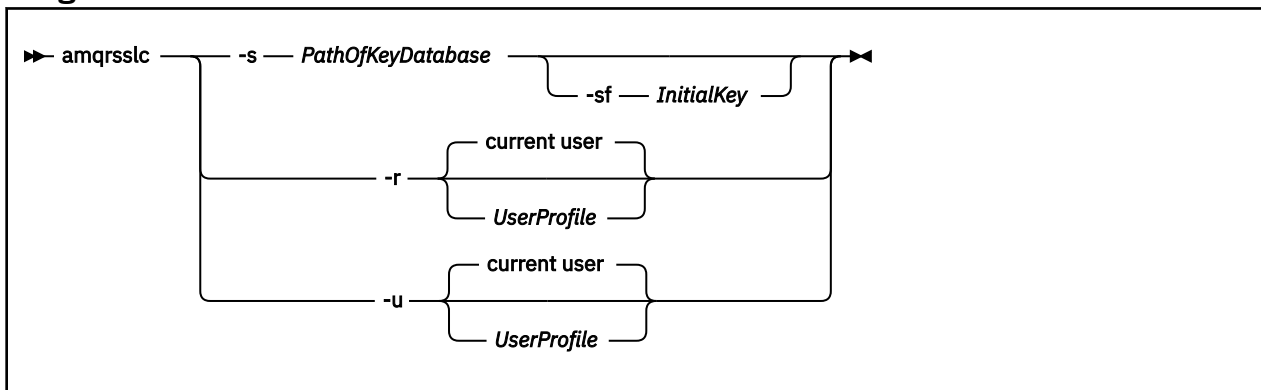 amqrsslc -s PathOfKeyDatabase
-sf InitialKey
current user
-r
UserProfile
current user
-u
UserProfile